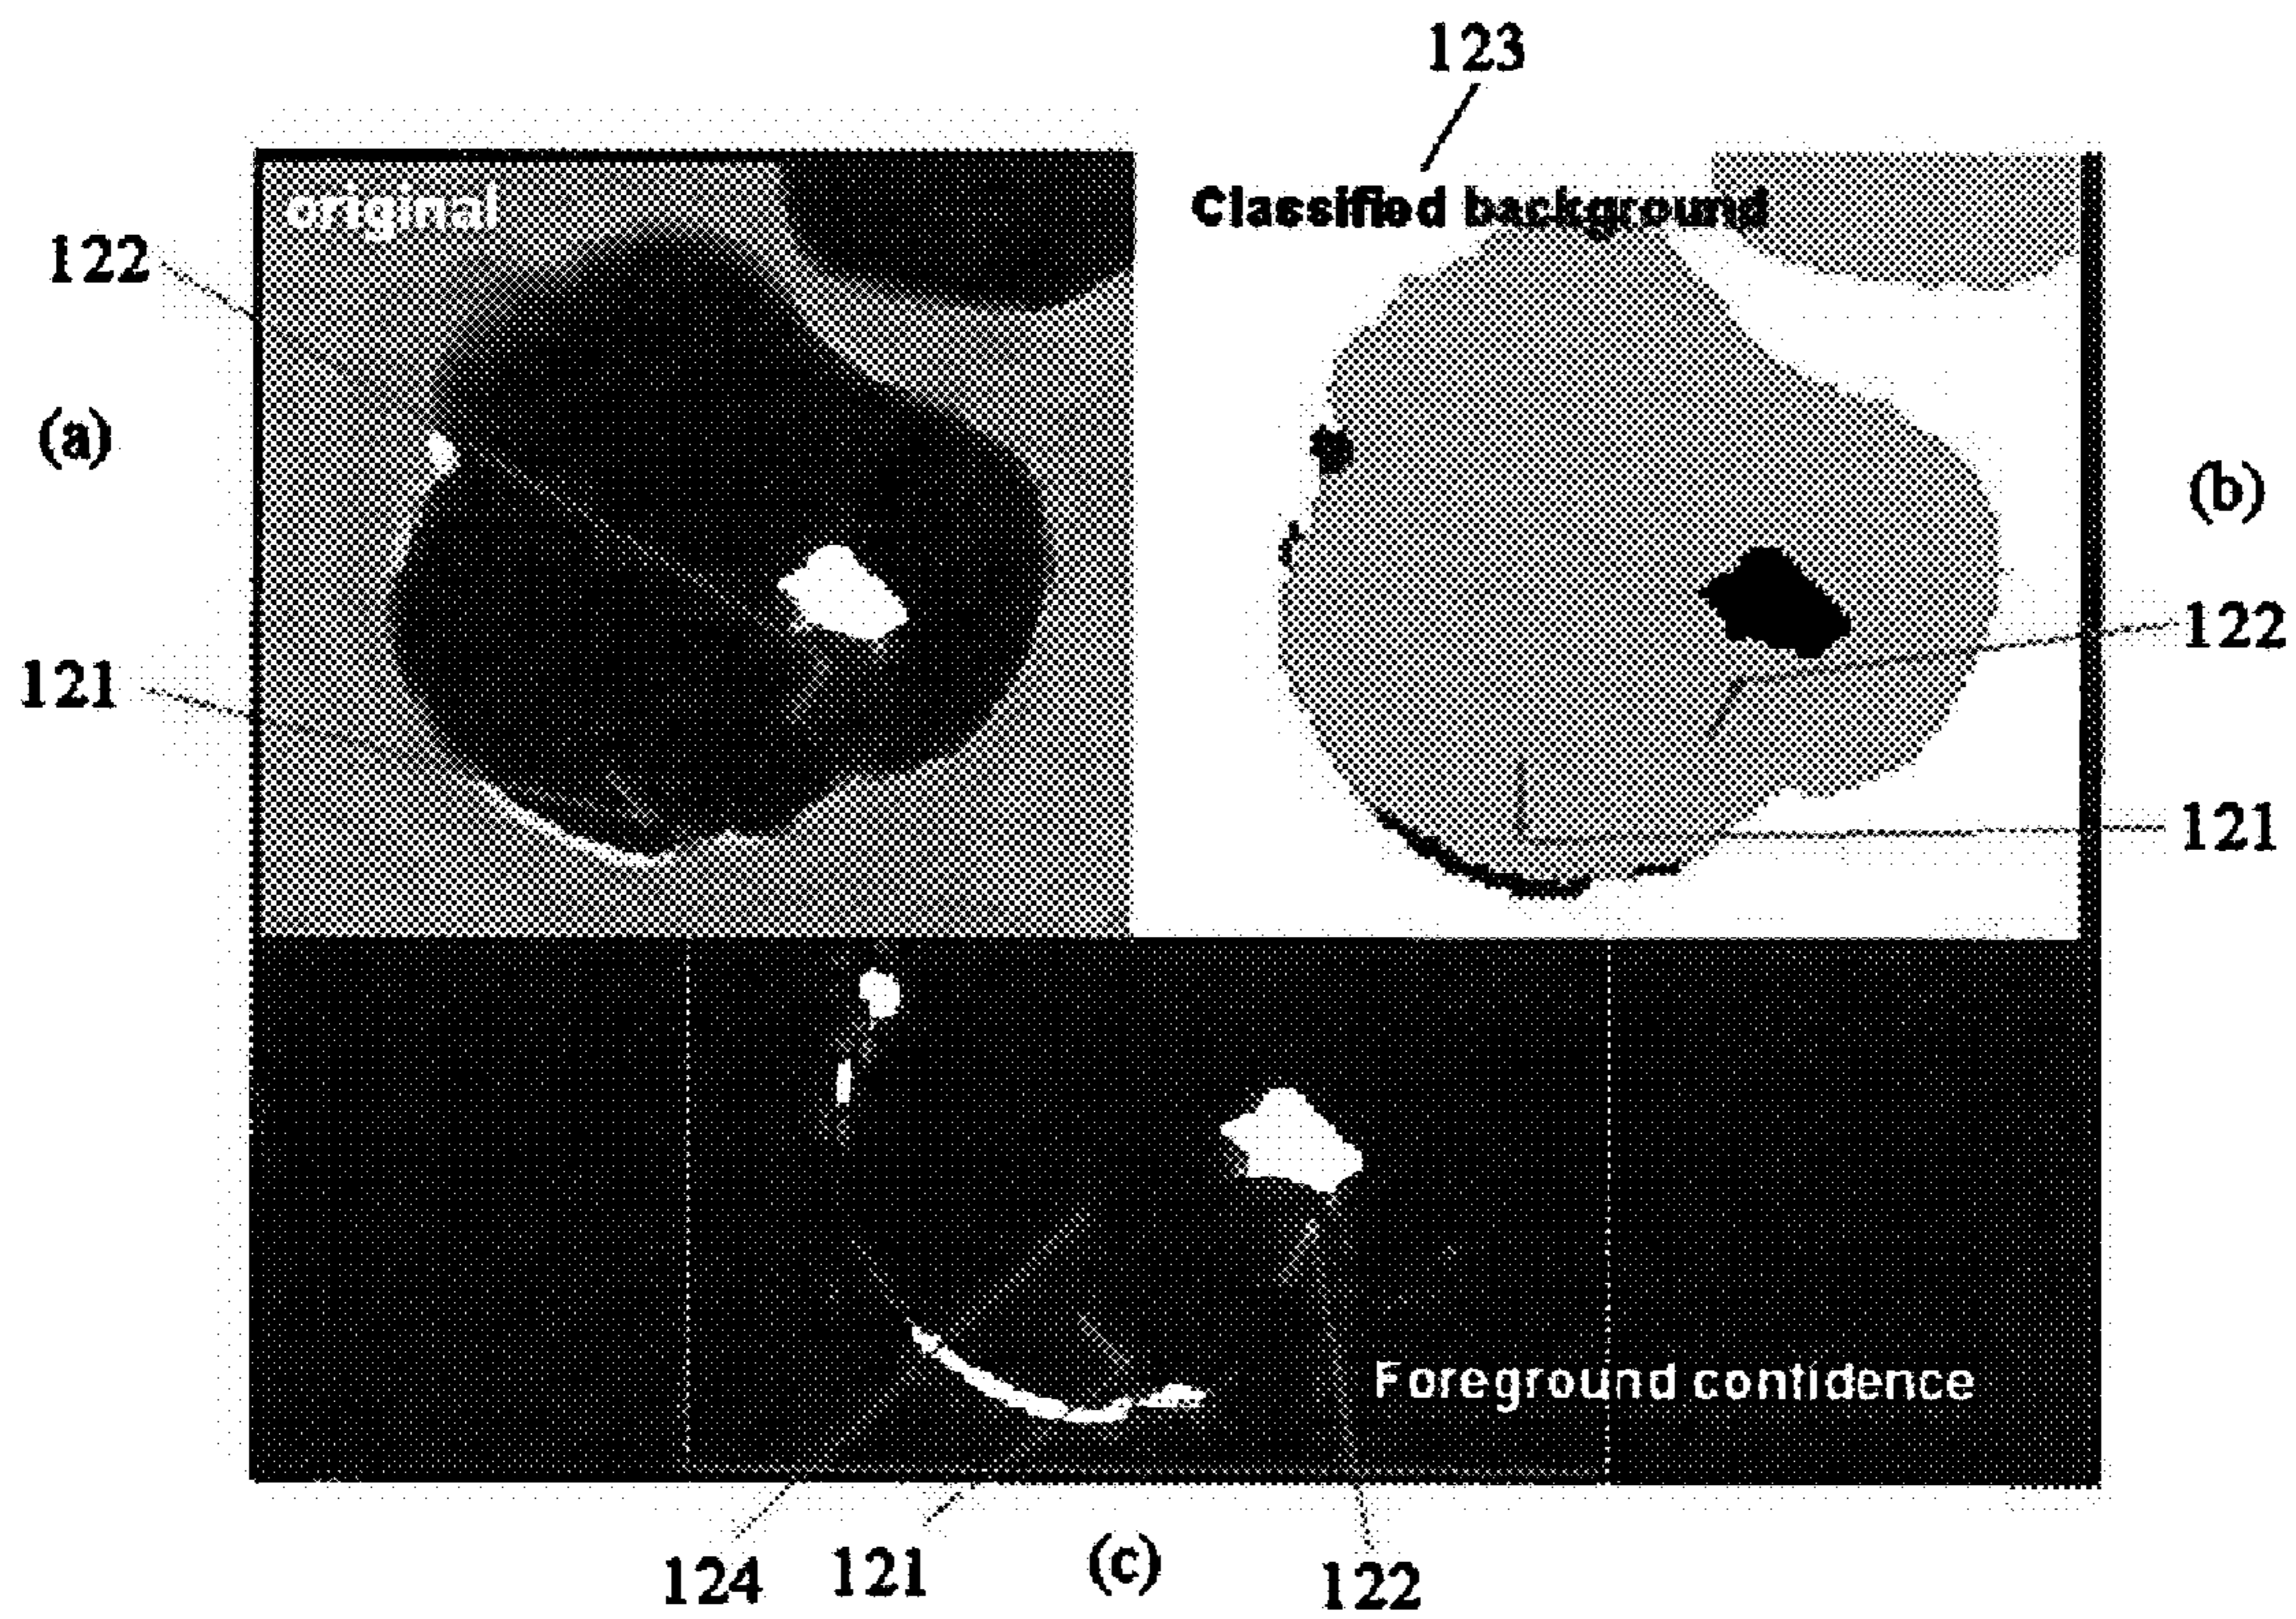 123
original
Classified background
122
(a)
(b)
122
121
121
Foreground confidence
124
121
(c)
122